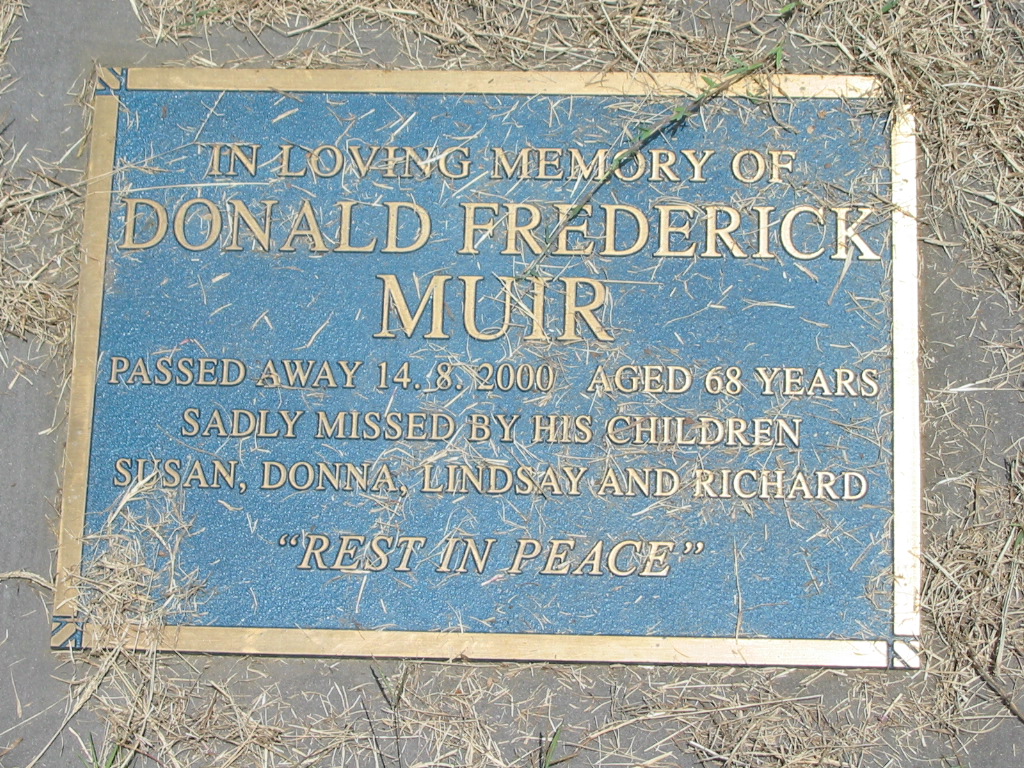 IN LOVING MEMORY OF
DONALD FREDERICK
MUIR
PASSED AWAY 14. 8. 2000 AGED 68 YEARS
SADLY MISSED BY HIS CHILDREN
SUSAN, DONNA, LINDSAY AND RICHARD
“REST IN PEACE”